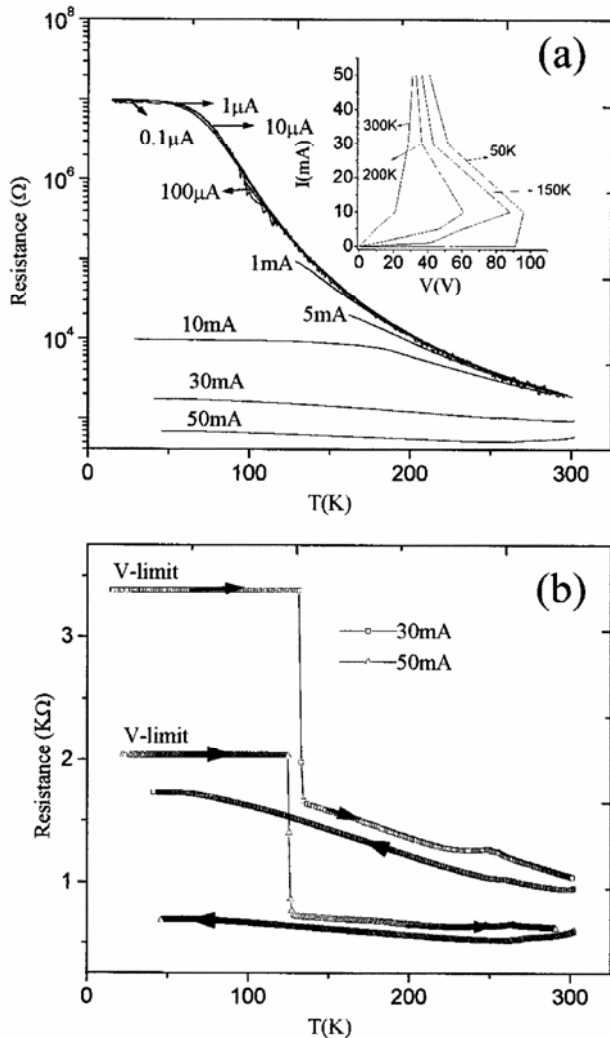 (a)
10⁸
10⁶
10⁴
Resistance (Ω)
0.1μA
1μA
10μA
100μA
1mA
5mA
10mA
30mA
50mA
0 100 200 300
T(K)
50
40
30
20
10
0
I(mA)
300K
200K
50K
150K
0 20 40 60 80 100
V(V)
(b)
V-limit
V-limit
30mA
50mA
3
2
1
Resistance (KΩ)
0 100 200 300
T(K)